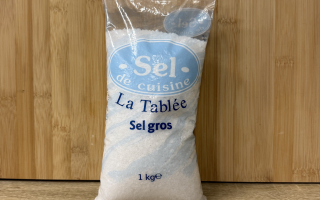 Sel
de cuisine
La Tablée
Sel gros
1 kg℮